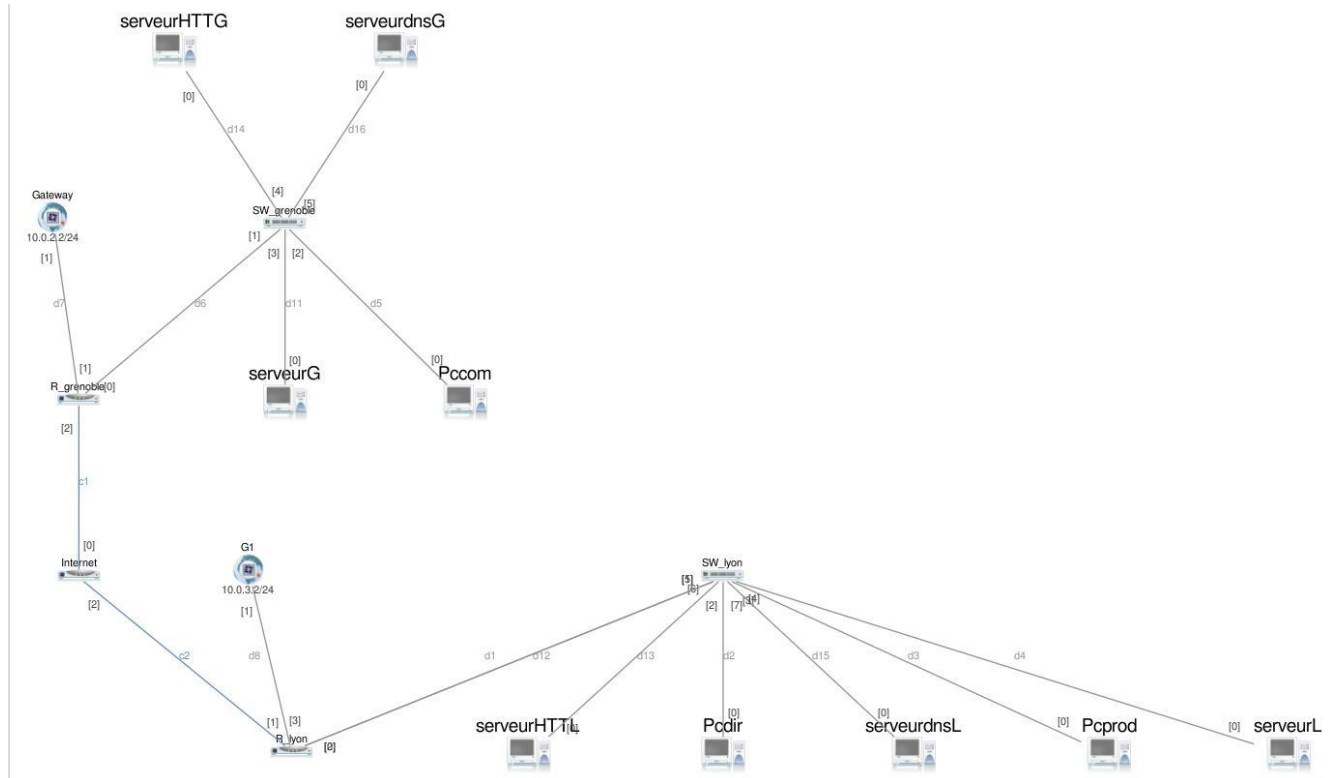 serveurHTTG serveurdnsG
[0] [0]
d14 d16
[4] [5]
Gateway SW_grenoble
10.0.2.2/24
[1] [1] [3] [2]
d7 d6 d11 d5
[1] [0] [0]
serveurG Pccom
R_grenoble[0]
[2]
c1
[0] G1 SW_lyon
Internet
10.0.3.2/24
[2] [1] [2] [7]
c2 d8 d1 d12 d13 d2 d15 d3 d4
[1] [3] [0] [0] [0] [0]
serveurHTTL Pcdir serveurdnsL Pcprod serveurL
R_lyon